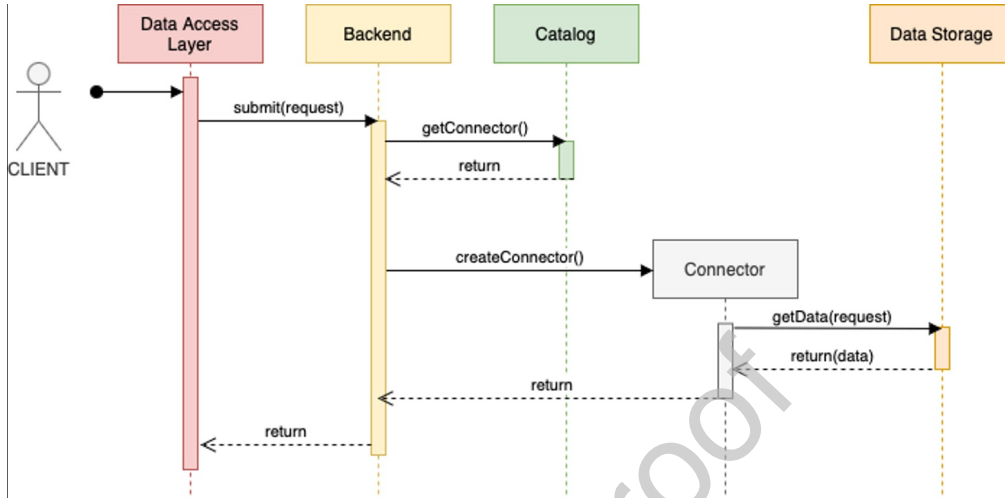 Data Access
Layer
Backend
Catalog
Data Storage
CLIENT
submit(request)
getConnector()
return
createConnector()
Connector
getData(request)
return(data)
return
return
roof